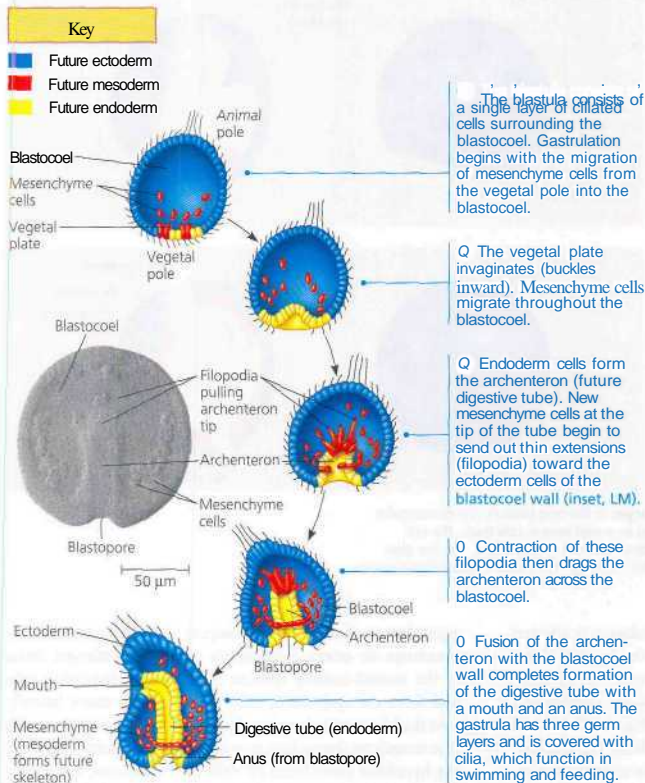 Key
Future ectoderm
Future mesoderm
Future endoderm
Animal
pole
Blastocoel
Mesenchyme
cells
Vegetal
plate
Vegetal
pole
The blastula consists of
a single layer of ciliated
cells surrounding the
blastocoel. Gastrulation
begins with the migration
of mesenchyme cells from
the vegetal pole into the
blastocoel.
Q The vegetal plate
invaginates (buckles
inward). Mesenchyme cells
migrate throughout the
blastocoel.
Blastocoel
Filopodia
pulling
archenteron
tip
Archenteron
Mesenchyme
cells
Blastopore
50 µm
Q Endoderm cells form
the archenteron (future
digestive tube). New
mesenchyme cells at the
tip of the tube begin to
send out thin extensions
(filopodia) toward the
ectoderm cells of the
blastocoel wall (inset, LM).
0 Contraction of these
filopodia then drags the
archenteron across the
blastocoel.
Blastocoel
Archenteron
Blastopore
Ectoderm
Mouth
Mesenchyme
(mesoderm
forms future
skeleton)
Digestive tube (endoderm)
Anus (from blastopore)
0 Fusion of the archen-
teron with the blastocoel
wall completes formation
of the digestive tube with
a mouth and an anus. The
gastrula has three germ
layers and is covered with
cilia, which function in
swimming and feeding.